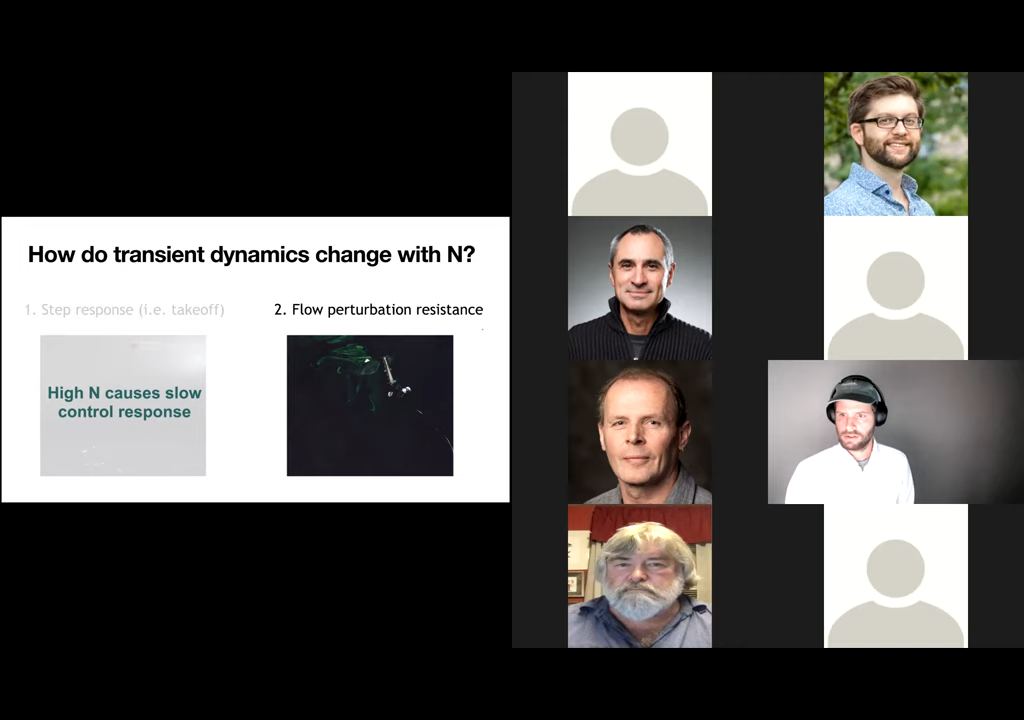 How do transient dynamics change with N?
1. Step response (i.e. takeoff)
2. Flow perturbation resistance
High N causes slow
control response